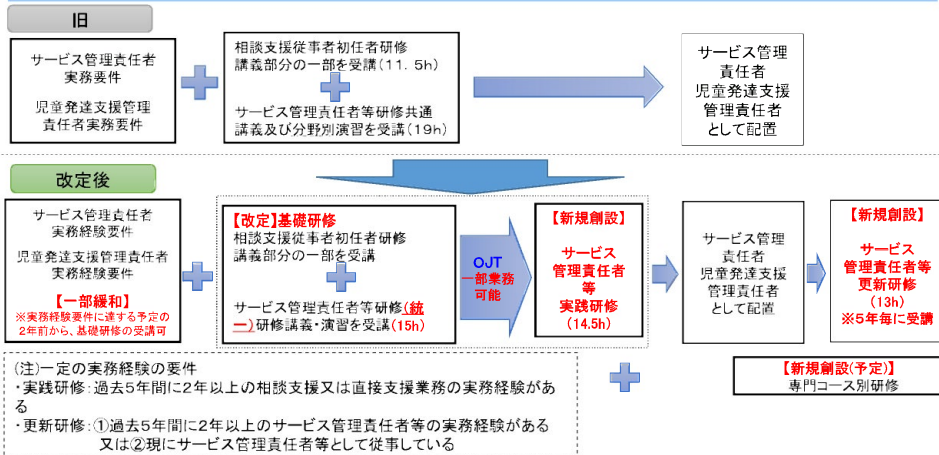 旧
サービス管理責任者
実務要件
児童発達支援管理
責任者実務要件
相談支援従事者初任者研修
講義部分の一部を受講(11.5h)
サービス管理責任者等研修共通
講義及び分野別演習を受講(19h)
サービス管理
責任者
児童発達支援
管理責任者
として配置
改定後
サービス管理責任者
実務経験要件
児童発達支援管理責任者
実務経験要件
【一部緩和】
※実務経験要件に達する予定の
2年前から、基礎研修の受講可
【改定】基礎研修
相談支援従事者初任者研修
講義部分の一部を受講
サービス管理責任者等研修(統
一)研修講義・演習を受講(15h)
OJT
一部業務
可能
【新規創設】
サービス
管理責任者
等
実践研修
(14.5h)
サービス管理
責任者
児童発達支援
管理責任者
として配置
【新規創設】
サービス
管理責任者等
更新研修
(13h)
※5年毎に受講
(注)一定の実務経験の要件
・実践研修:過去5年間に2年以上の相談支援又は直接支援業務の実務経験があ
る
・更新研修:①過去5年間に2年以上のサービス管理責任者等の実務経験がある
又は②現にサービス管理責任者等として従事している
【新規創設(予定)】
専門コース別研修